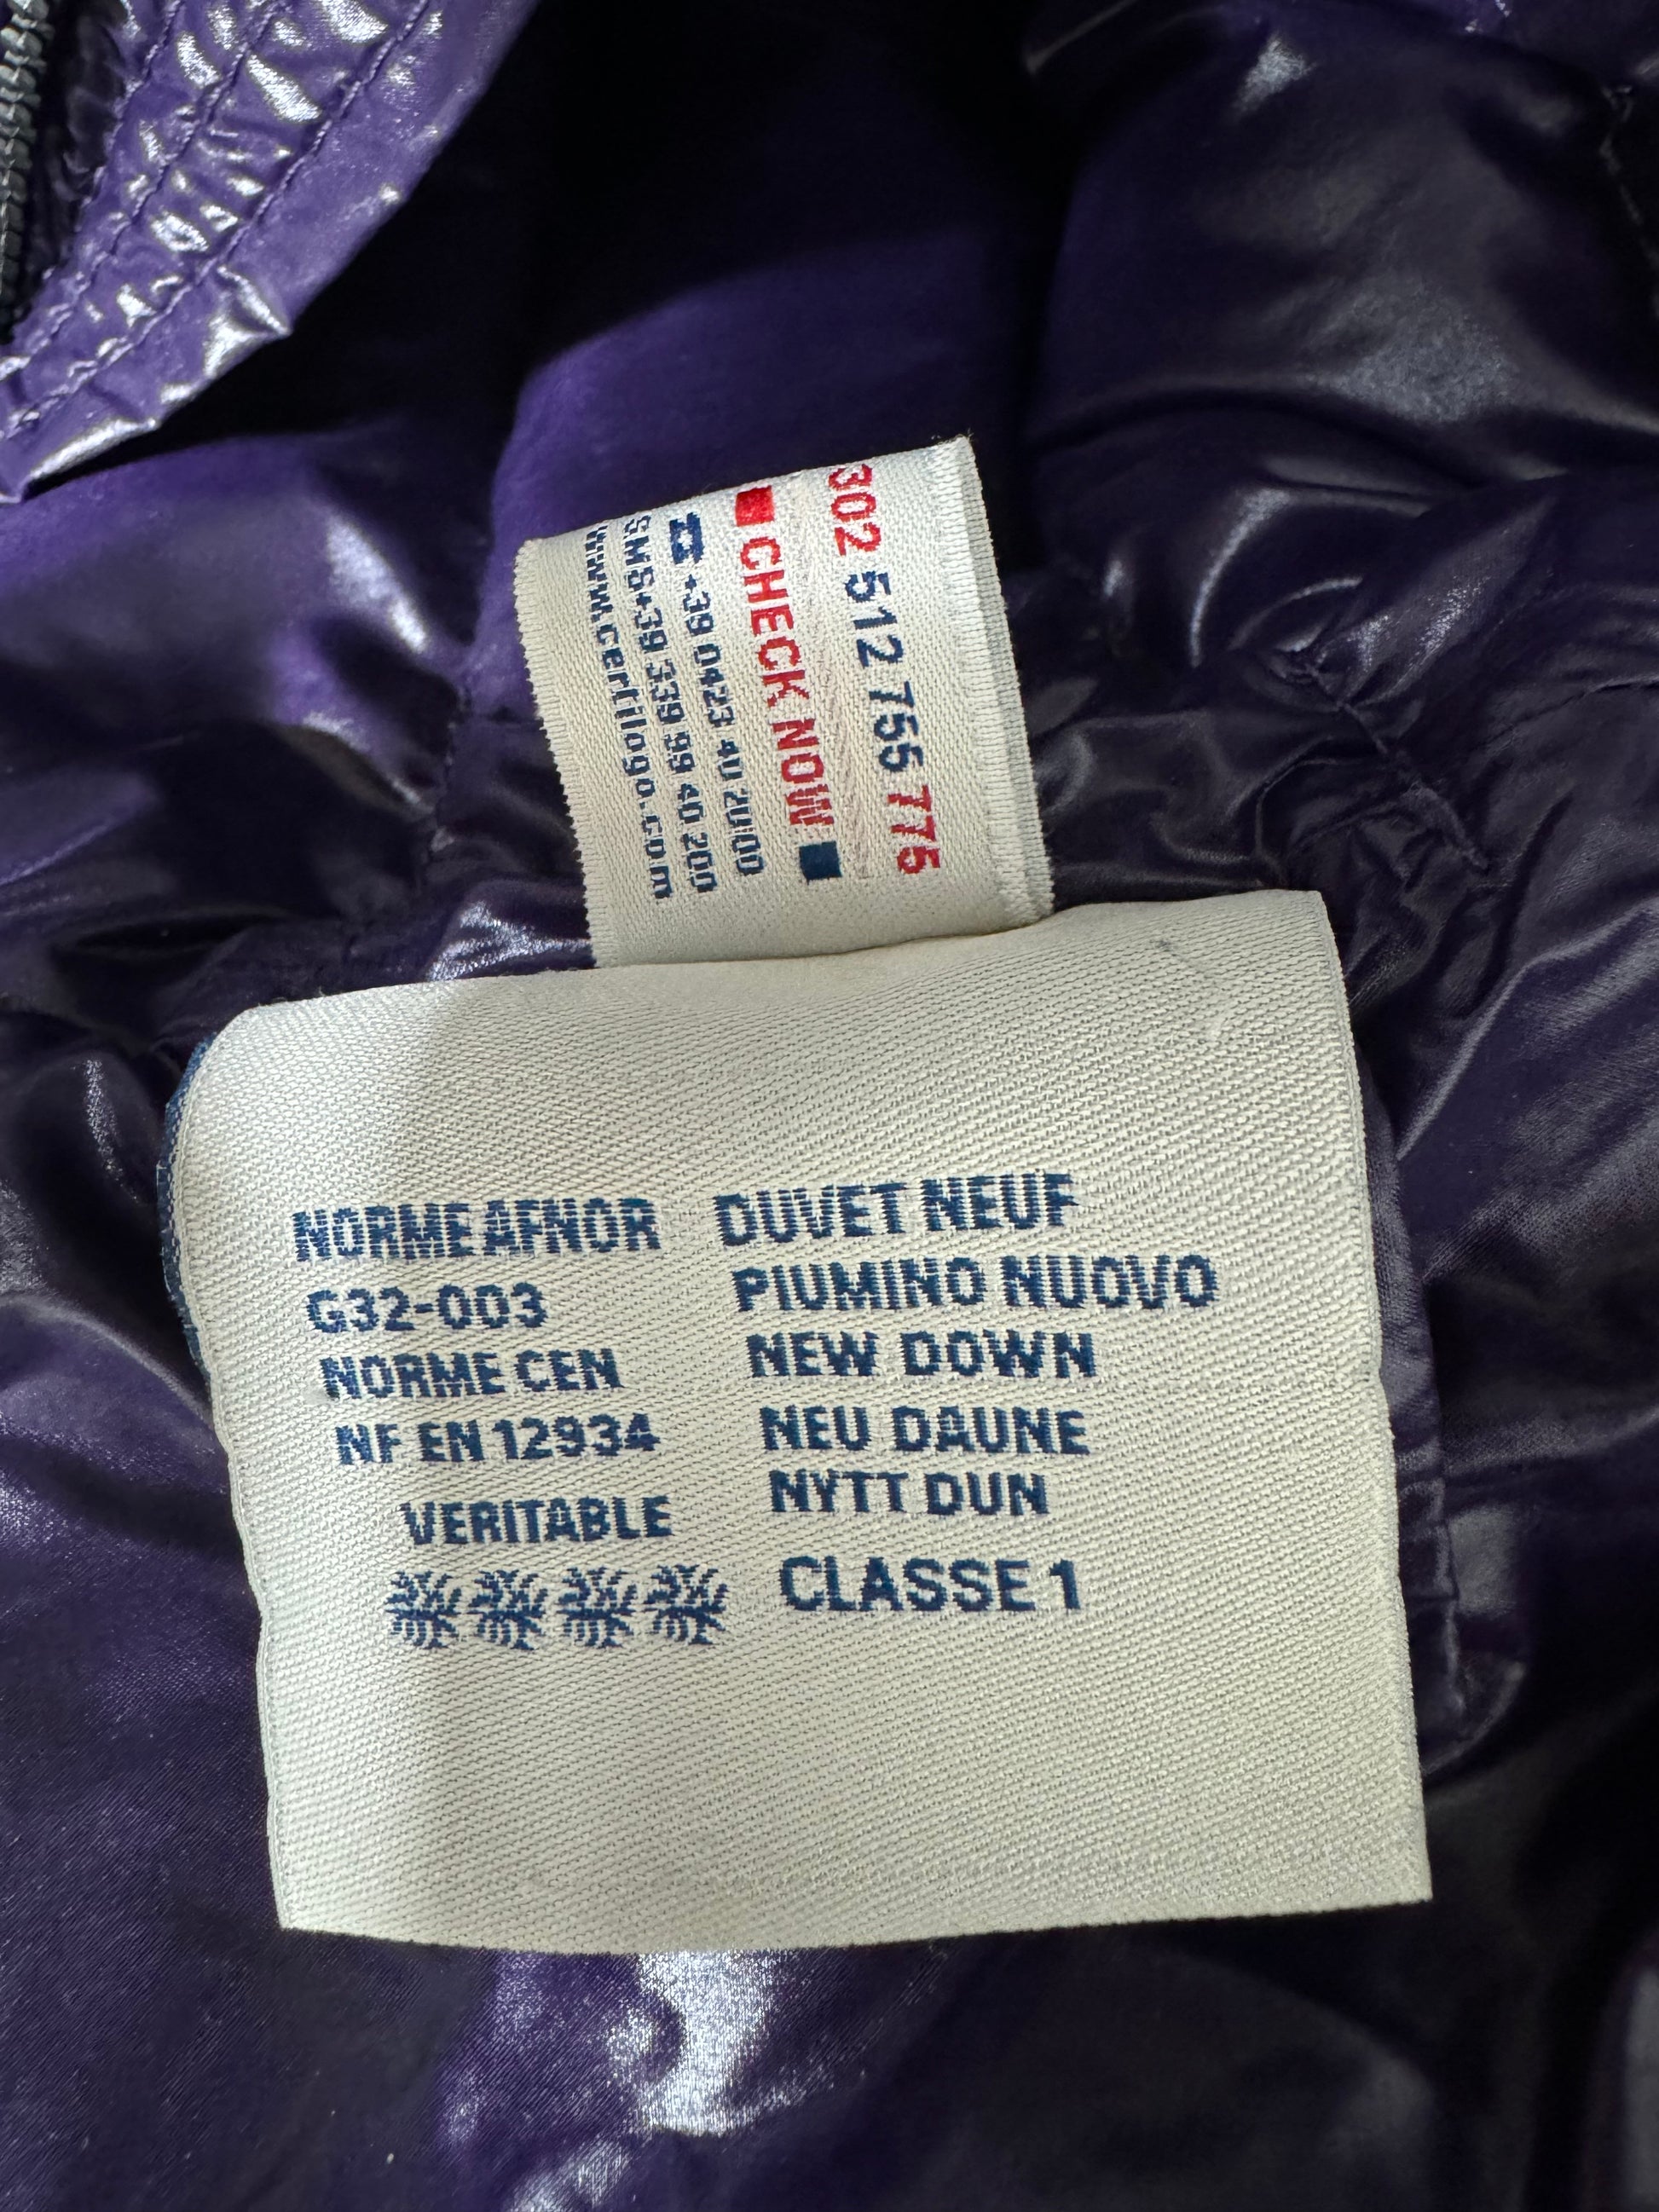 302 512 755 775
CHECK NOW
+39 0423 40 2000
SMS+39 339 99 40 200
www.certilogo.com
NORME AFNOR
G32-003
NORME CEN
NF EN 12934
VERITABLE
DUVET NEUF
PIUMINO NUOVO
NEW DOWN
NEU DAUNE
NYTT DUN
CLASSE 1